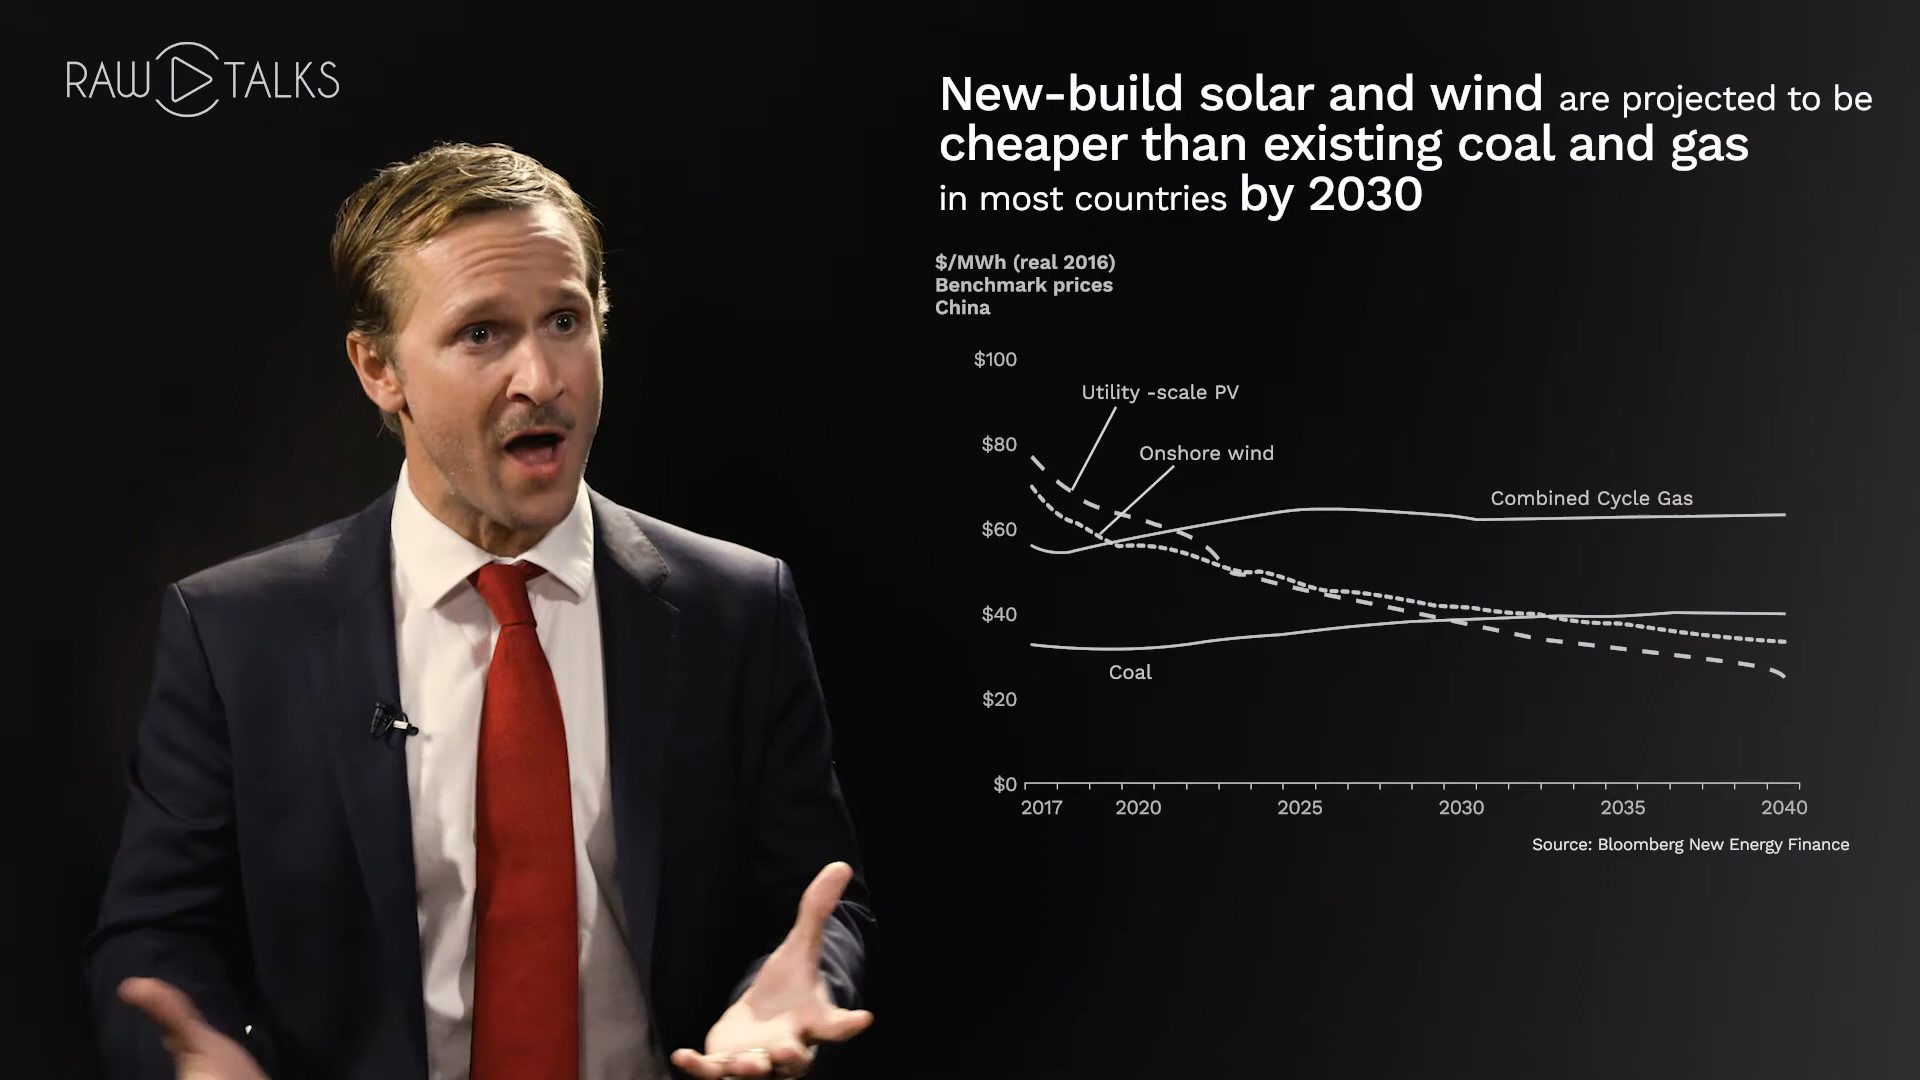 RAW TALKS
New-build solar and wind are projected to be
cheaper than existing coal and gas
in most countries by 2030
$/MWh (real 2016)
Benchmark prices
China
$100
Utility -scale PV
$80
Onshore wind
Combined Cycle Gas
$60
$40
Coal
$20
$0
2017 2020 2025 2030 2035 2040
Source: Bloomberg New Energy Finance